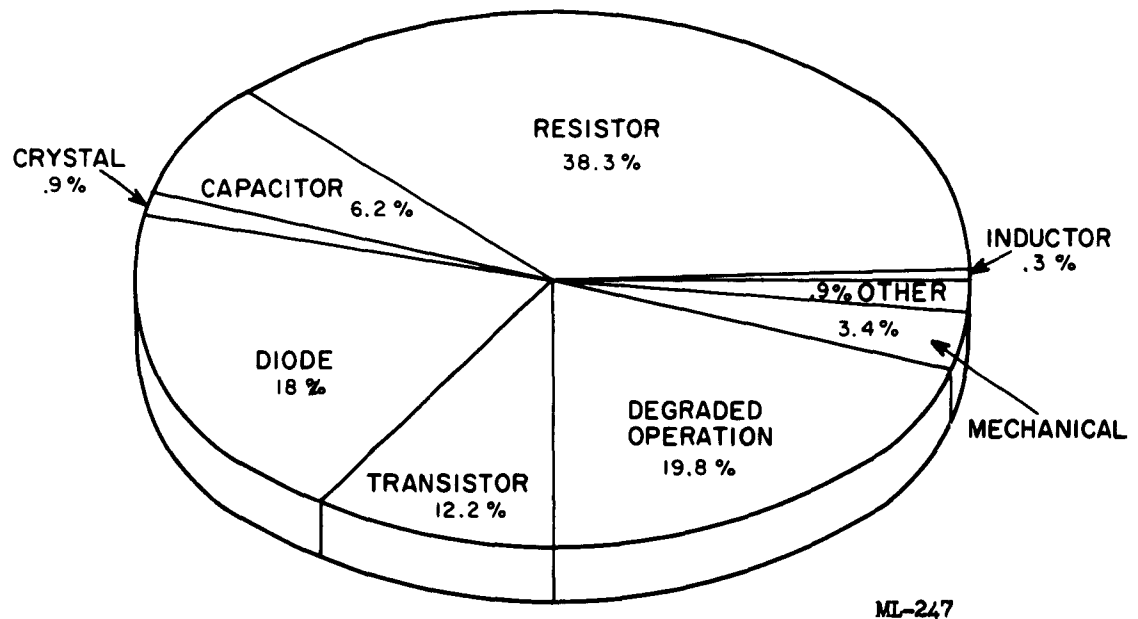 RESISTOR
38.3%
CRYSTAL
.9%
CAPACITOR
6.2%
INDUCTOR
.3%
.9% OTHER
3.4%
MECHANICAL
DIODE
18%
DEGRADED
OPERATION
19.8%
TRANSISTOR
12.2%
ML-247